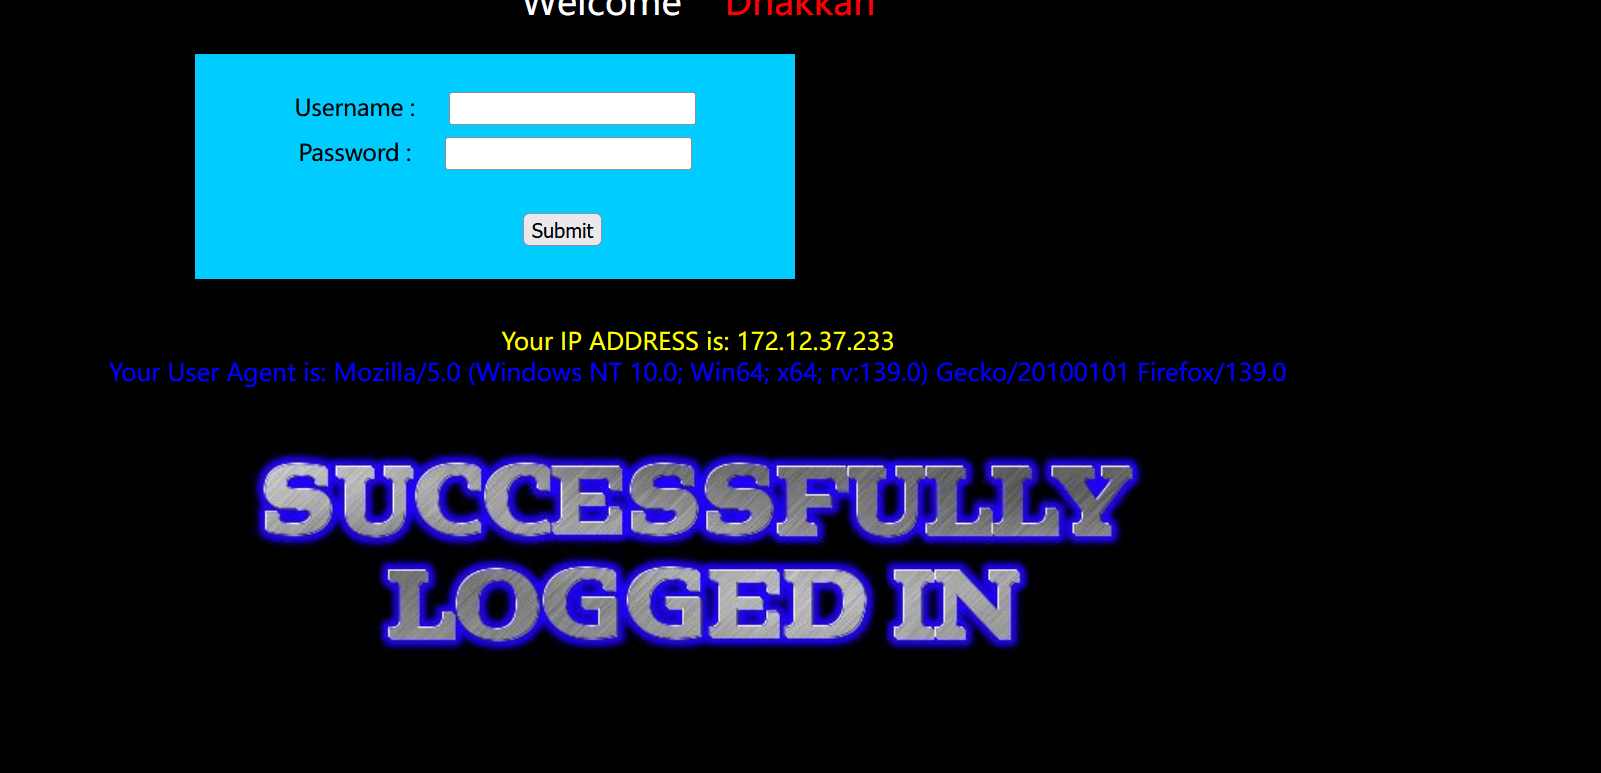 Welcome Dhakkan
Username :
Password :
Submit
Your IP ADDRESS is: 172.12.37.233
Your User Agent is: Mozilla/5.0 (Windows NT 10.0; Win64; x64; rv:139.0) Gecko/20100101 Firefox/139.0
SUCCESSFULLY
LOGGED IN